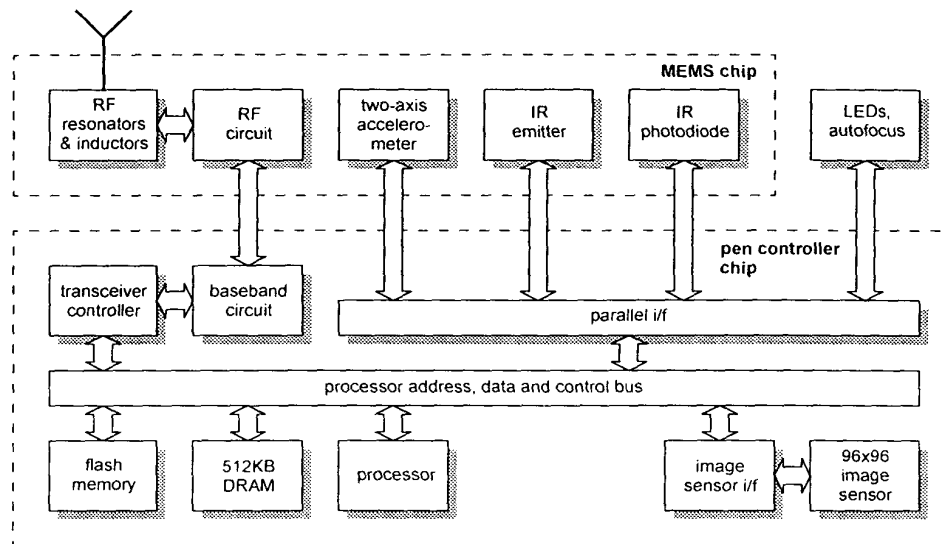 MEMS chip
RF
resonators
& inductors
RF
circuit
two-axis
accelero-
meter
IR
emitter
IR
photodiode
LEDs,
autofocus
pen controller
chip
transceiver
controller
baseband
circuit
parallel i/f
processor address, data and control bus
flash
memory
512KB
DRAM
processor
image
sensor i/f
96x96
image
sensor